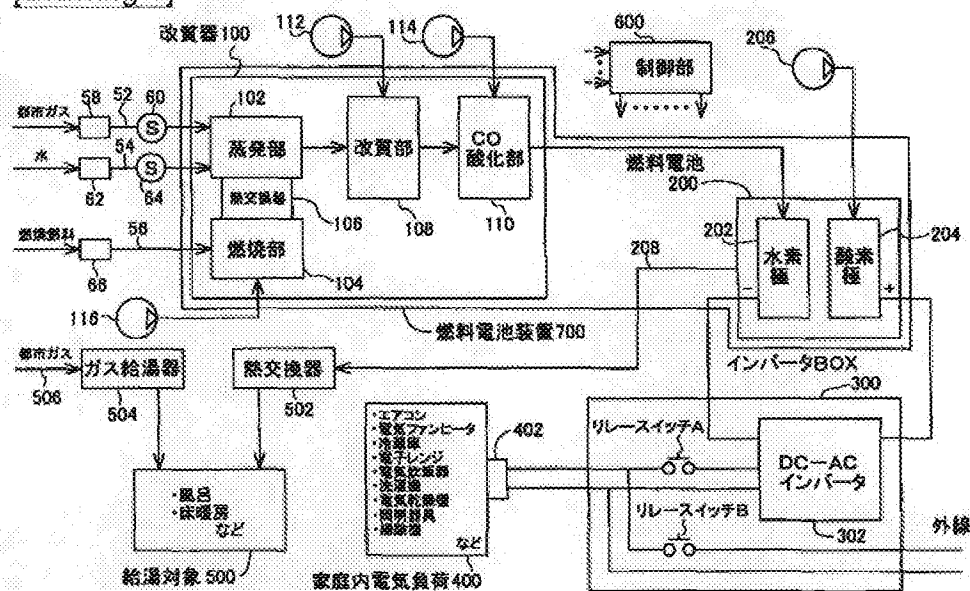 改質器100
112
114
600
制御部
206
都市ガス
58
52
60
S
102
蒸発部
改質部
CO
酸化部
水
62
54
S
64
熱交換器
106
108
110
燃料電池
200
燃焼燃料
66
56
燃焼部
104
202
水素
極
酸素
極
204
208
-
+
116
燃料電池装置700
インバータBOX
都市ガス
506
ガス給湯器
504
熱交換器
502
300
・エアコン
・電気ファンヒータ
・冷蔵庫
・電子レンジ
・電気炊飯器
・洗濯機
・電気乾燥機
・照明器具
・掃除機
など
402
リレースイッチA
DC-AC
インバータ
302
リレースイッチB
外線
・風呂
・床暖房
など
給湯対象500
家庭内電気負荷400